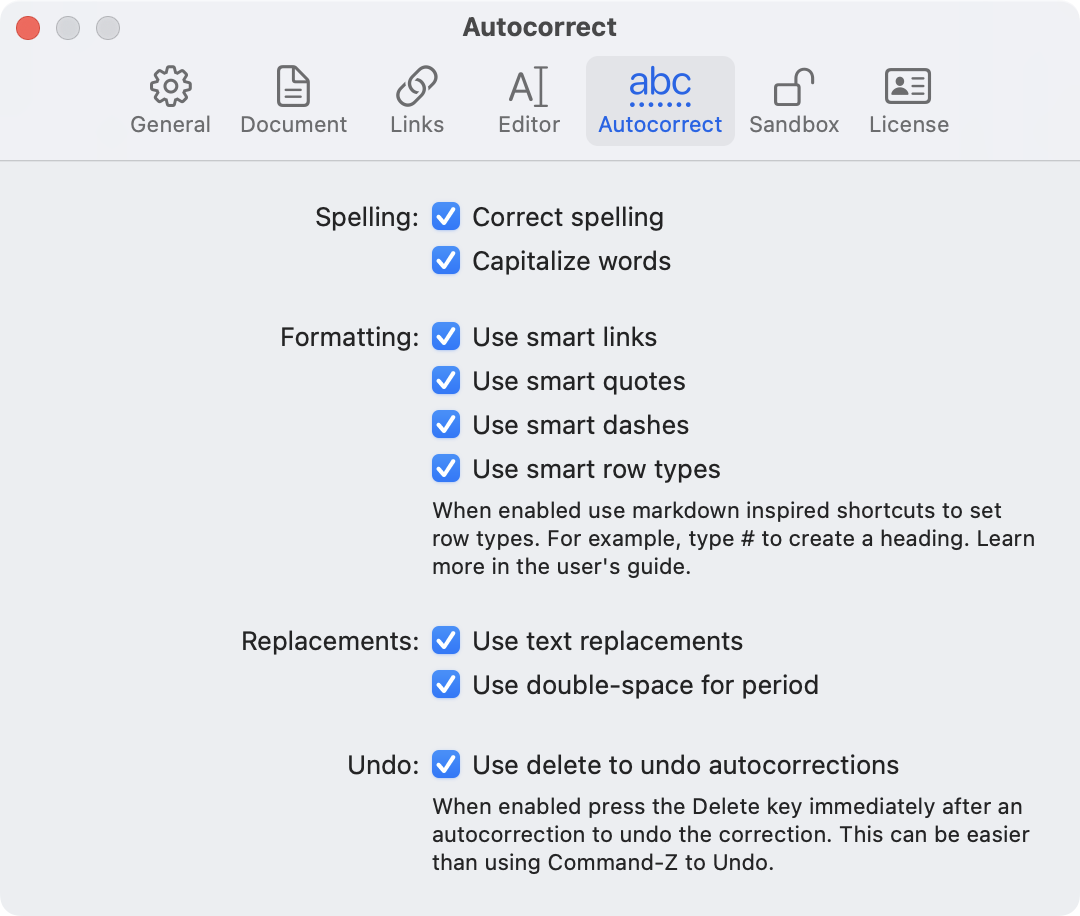 Autocorrect
General Document Links Editor Autocorrect Sandbox License
Spelling: Correct spelling
Capitalize words
Formatting: Use smart links
Use smart quotes
Use smart dashes
Use smart row types
When enabled use markdown inspired shortcuts to set
row types. For example, type # to create a heading. Learn
more in the user's guide.
Replacements: Use text replacements
Use double-space for period
Undo: Use delete to undo autocorrections
When enabled press the Delete key immediately after an
autocorrection to undo the correction. This can be easier
than using Command-Z to Undo.